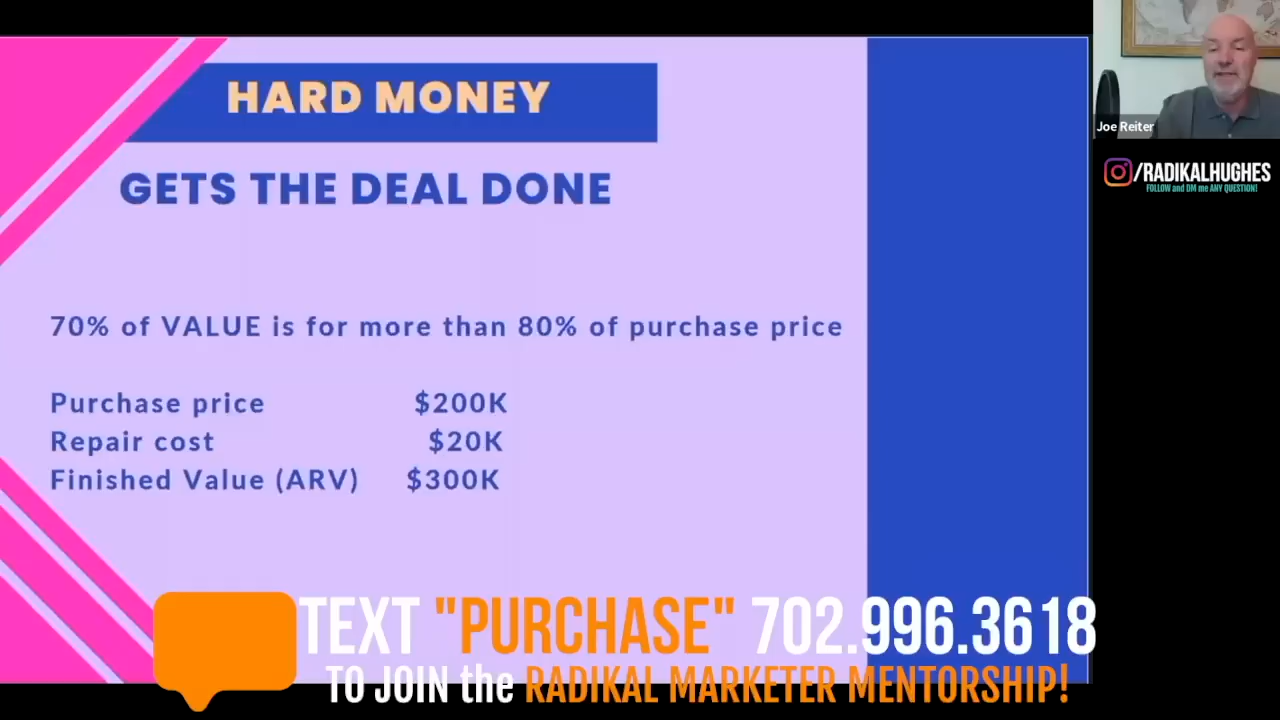 HARD MONEY
GETS THE DEAL DONE
70% of VALUE is for more than 80% of purchase price
Purchase price $200K
Repair cost $20K
Finished Value (ARV) $300K
Joe Reiter
/RADIKALHUGHES
FOLLOW and DM me ANY QUESTION!
TEXT "PURCHASE" 702.996.3618
TO JOIN the RADIKAL MARKETER MENTORSHIP!